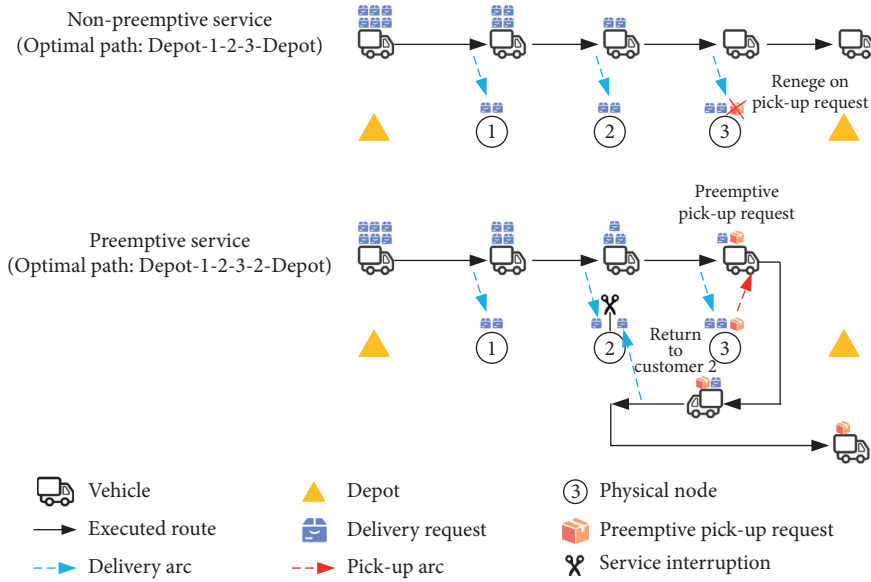 Non-preemptive service
(Optimal path: Depot-1-2-3-Depot)
Renege on
pick-up request
1
2
3
Preemptive
pick-up request
Preemptive service
(Optimal path: Depot-1-2-3-2-Depot)
1
2
3
Return
to
customer 2
Vehicle
Depot
3
Physical node
Executed route
Delivery request
Preemptive pick-up request
Delivery arc
Pick-up arc
Service interruption